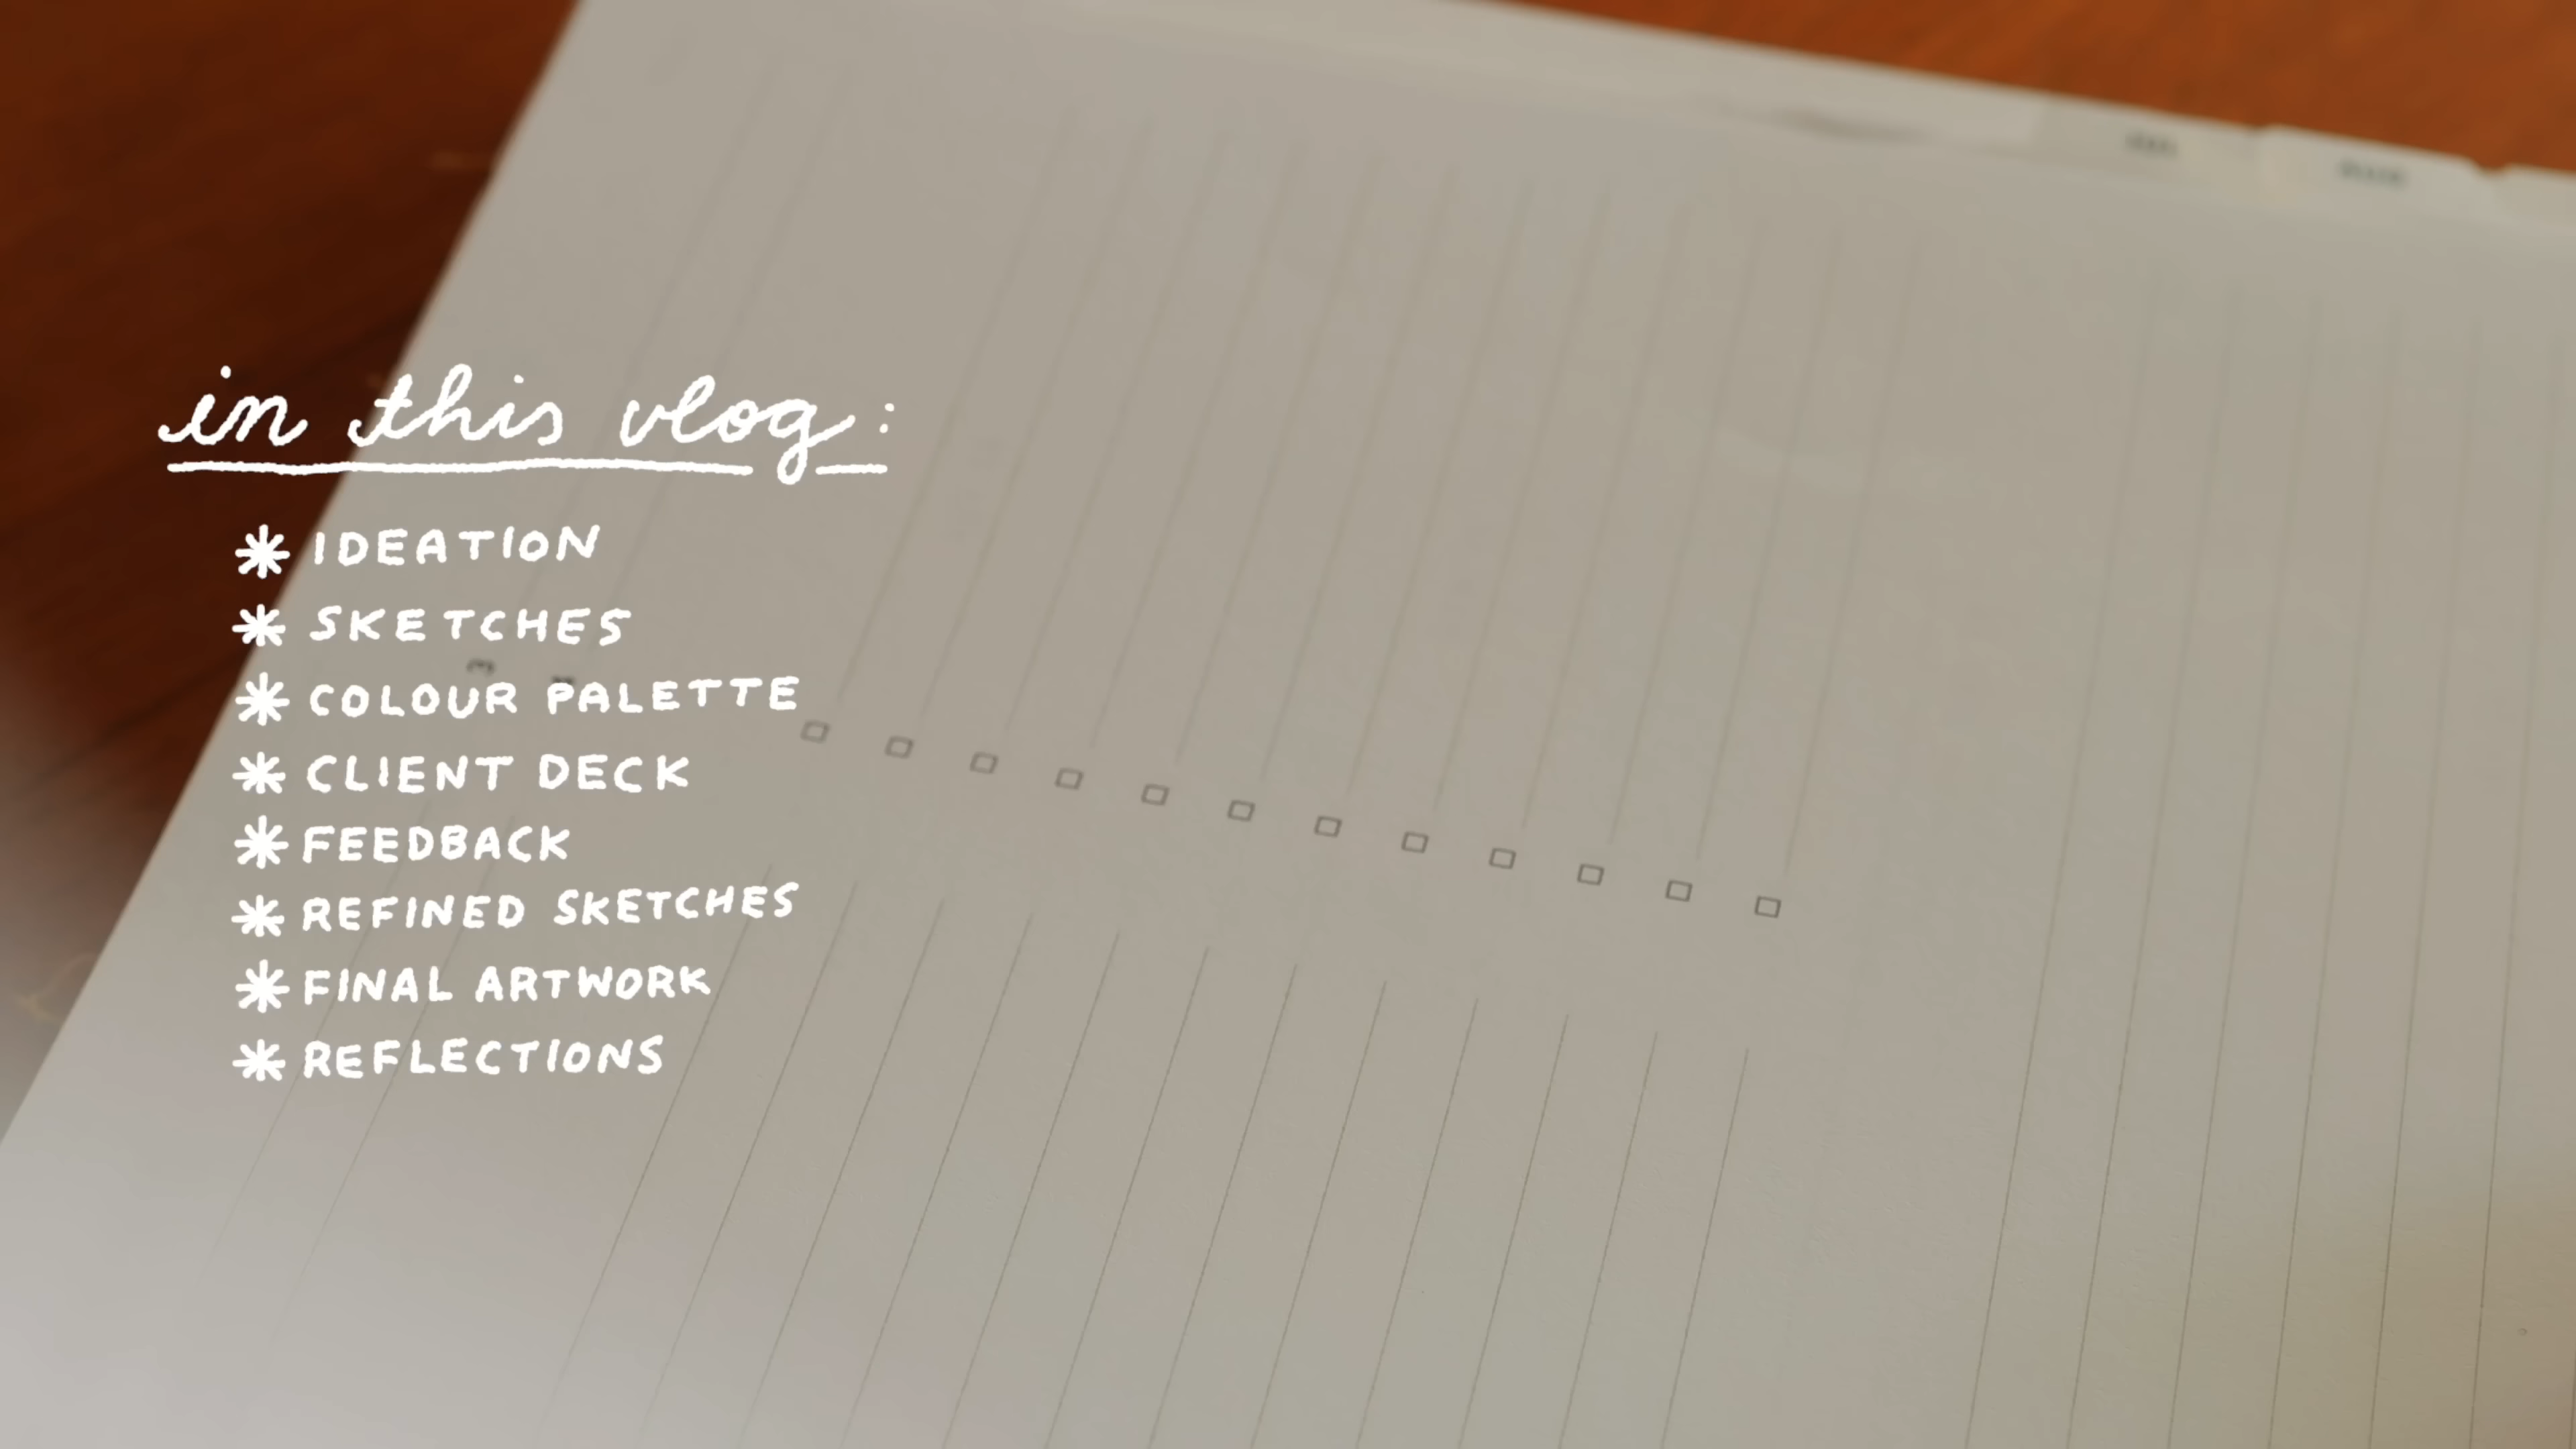 in this vlog:
IDEATION
SKETCHES
COLOUR PALETTE
CLIENT DECK
FEEDBACK
REFINED SKETCHES
FINAL ARTWORK
REFLECTIONS